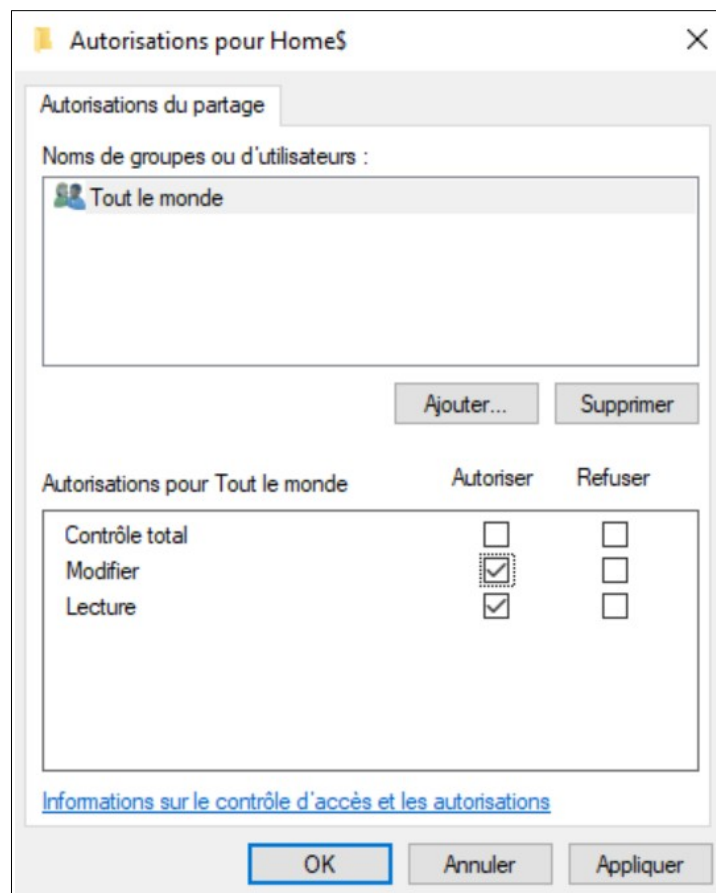 Autorisations pour Home$
Autorisations du partage
Noms de groupes ou d'utilisateurs :
Tout le monde
Ajouter... Supprimer
Autorisations pour Tout le monde Autoriser Refuser
Contrôle total
Modifier
Lecture
Informations sur le contrôle d'accès et les autorisations
OK Annuler Appliquer